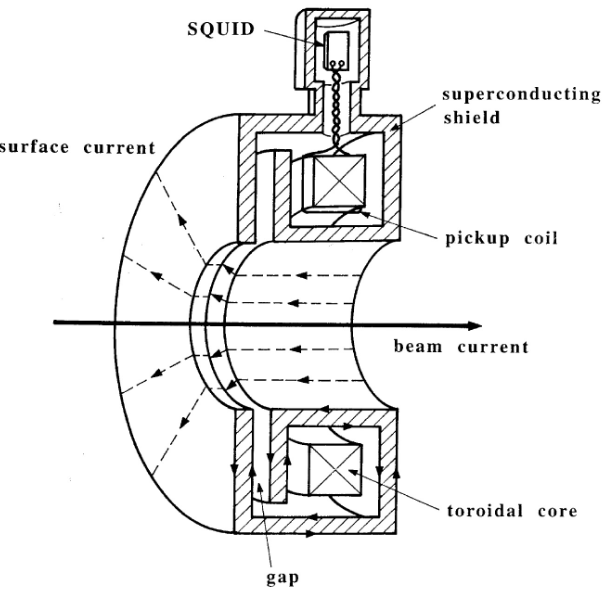 SQUID
superconducting
shield
surface current
pickup coil
beam current
toroidal core
gap